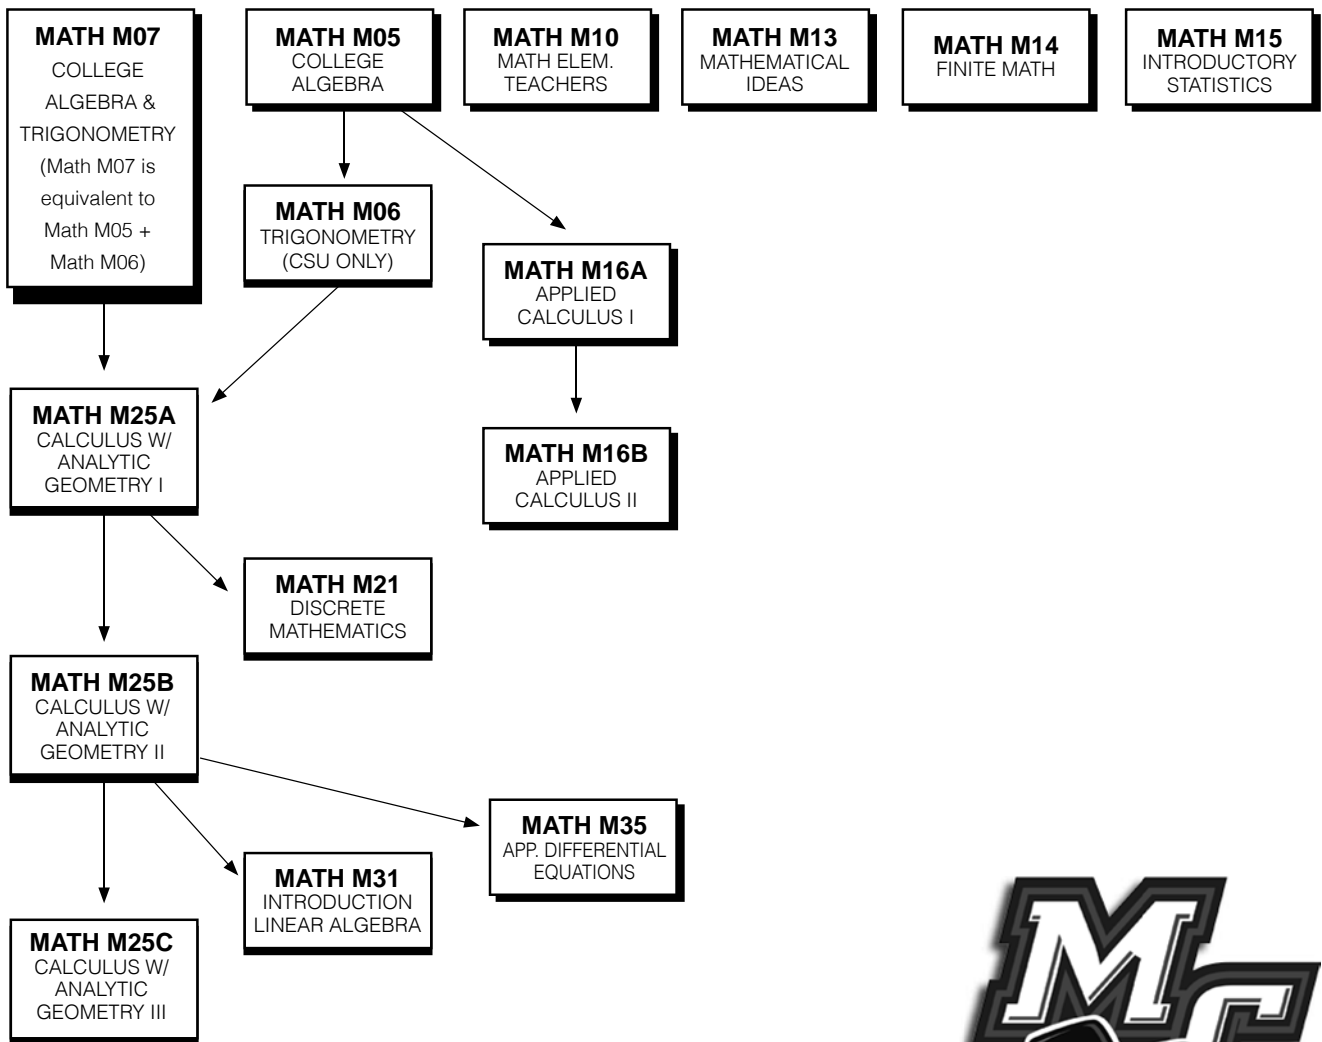 MATH M07
COLLEGE
ALGEBRA &
TRIGONOMETRY
(Math M07 is
equivalent to
Math M05 +
Math M06)
MATH M05
COLLEGE
ALGEBRA
MATH M10
MATH ELEM.
TEACHERS
MATH M13
MATHEMATICAL
IDEAS
MATH M14
FINITE MATH
MATH M15
INTRODUCTORY
STATISTICS
MATH M06
TRIGONOMETRY
(CSU ONLY)
MATH M16A
APPLIED
CALCULUS I
MATH M25A
CALCULUS W/
ANALYTIC
GEOMETRY I
MATH M16B
APPLIED
CALCULUS II
MATH M21
DISCRETE
MATHEMATICS
MATH M25B
CALCULUS W/
ANALYTIC
GEOMETRY II
MATH M35
APP. DIFFERENTIAL
EQUATIONS
MATH M31
INTRODUCTION
LINEAR ALGEBRA
MATH M25C
CALCULUS W/
ANALYTIC
GEOMETRY III
MC